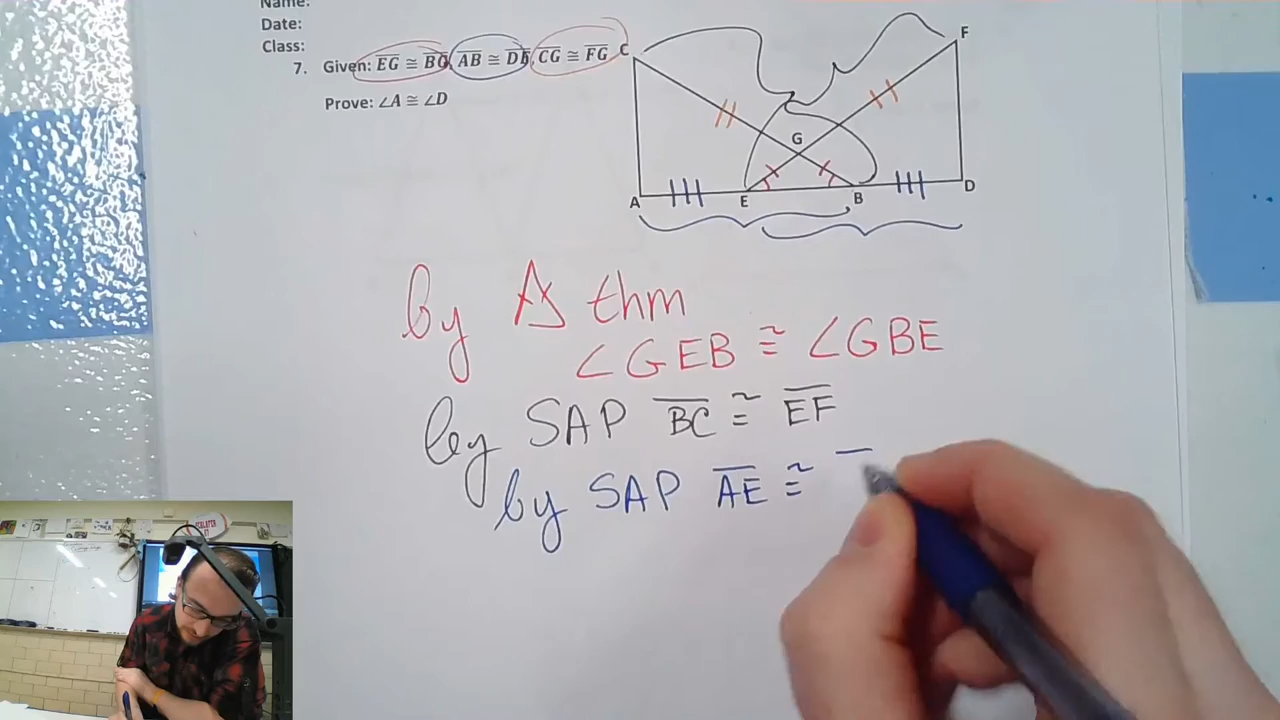 Name:
Date:
Class:
7. Given: EG ≅ BG, AB ≅ DE, CG ≅ FG
Prove: ∠A ≅ ∠D
C
F
G
A
E
B
D
by thm
∠GEB ≅ ∠GBE
by SAP BC ≅ EF
by SAP AE ≅